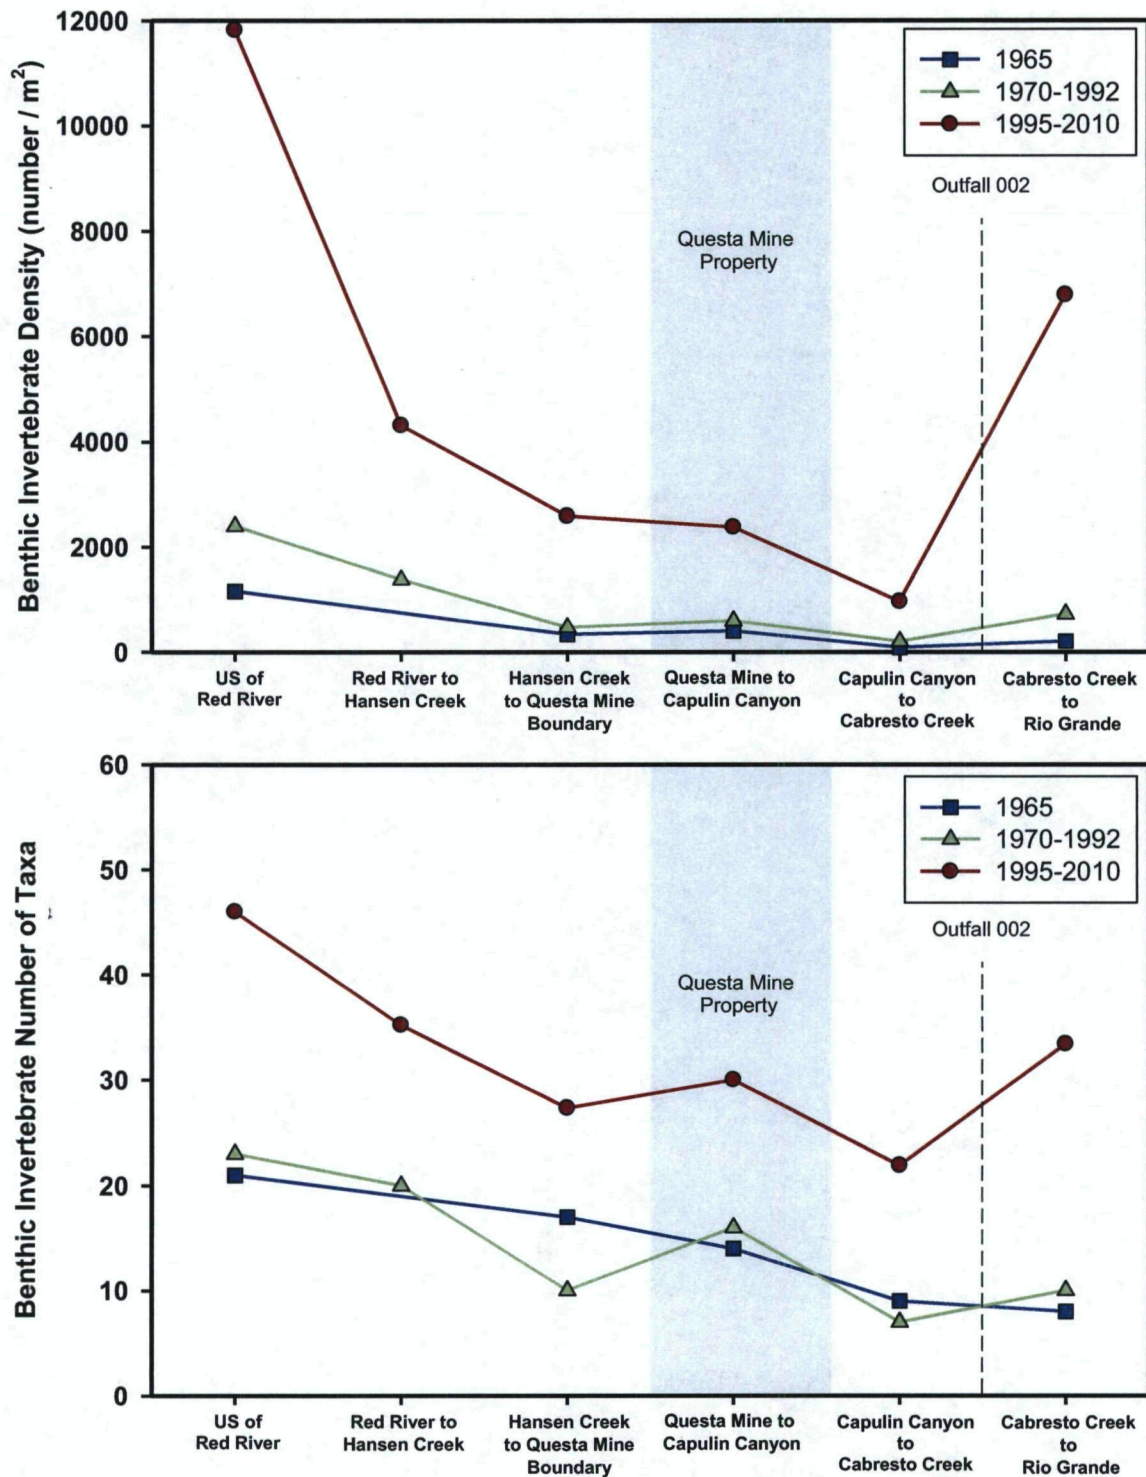 Benthic Invertebrate Density (number / m²)
12000
10000
8000
6000
4000
2000
0
1965
1970-1992
1995-2010
Outfall 002
Questa Mine
Property
US of
Red River
Red River to
Hansen Creek
Hansen Creek
to Questa Mine
Boundary
Questa Mine to
Capulin Canyon
Capulin Canyon
to
Cabresto Creek
Cabresto Creek
to
Rio Grande
Benthic Invertebrate Number of Taxa
60
50
40
30
20
10
0
1965
1970-1992
1995-2010
Outfall 002
Questa Mine
Property
US of
Red River
Red River to
Hansen Creek
Hansen Creek
to Questa Mine
Boundary
Questa Mine to
Capulin Canyon
Capulin Canyon
to
Cabresto Creek
Cabresto Creek
to
Rio Grande